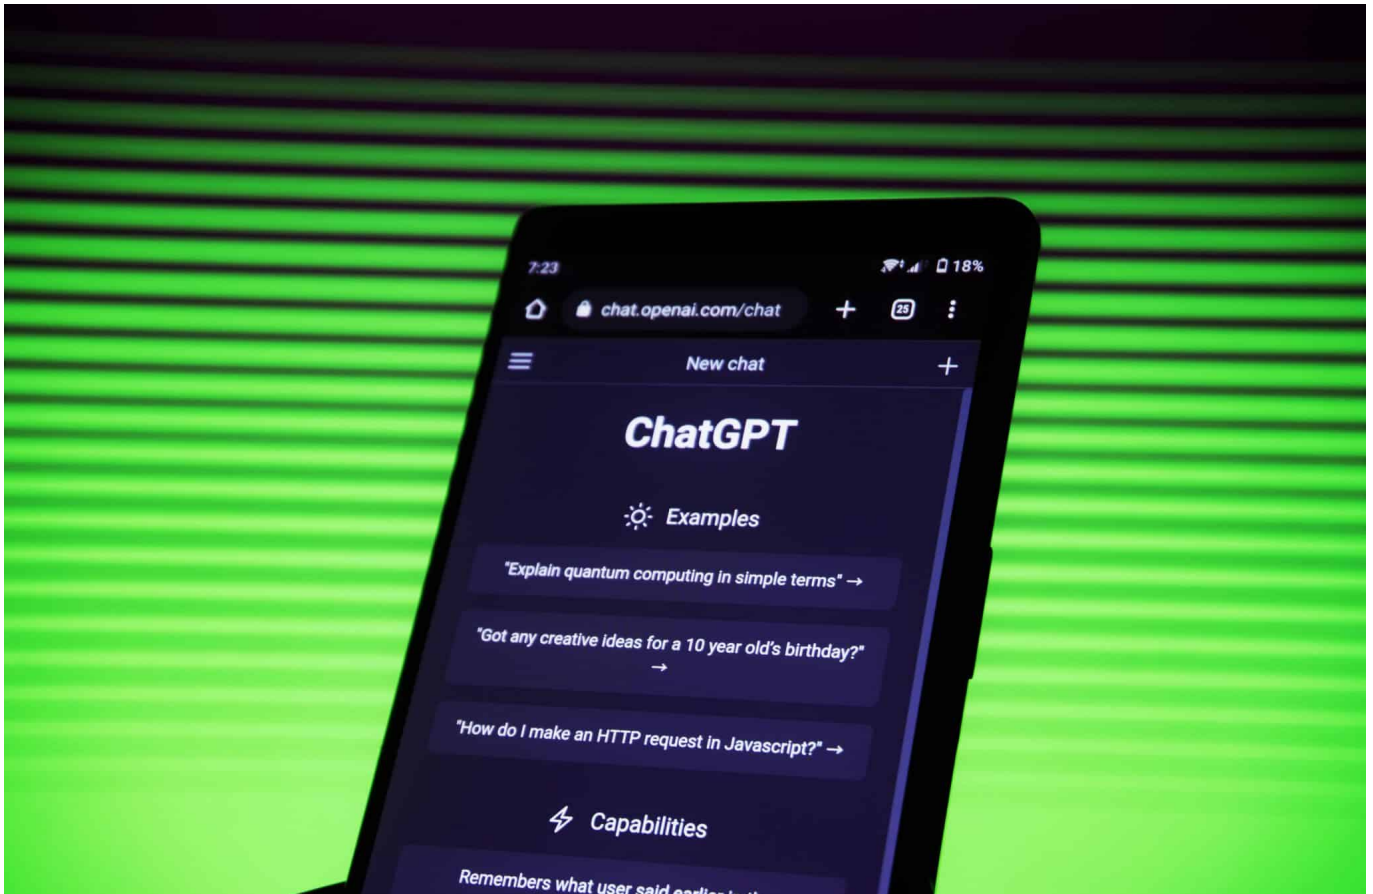 7:23
18%
chat.openai.com/chat
25
New chat
ChatGPT
Examples
"Explain quantum computing in simple terms" →
"Got any creative ideas for a 10 year old's birthday?"
→
"How do I make an HTTP request in Javascript?" →
Capabilities
Remembers what user said earlier